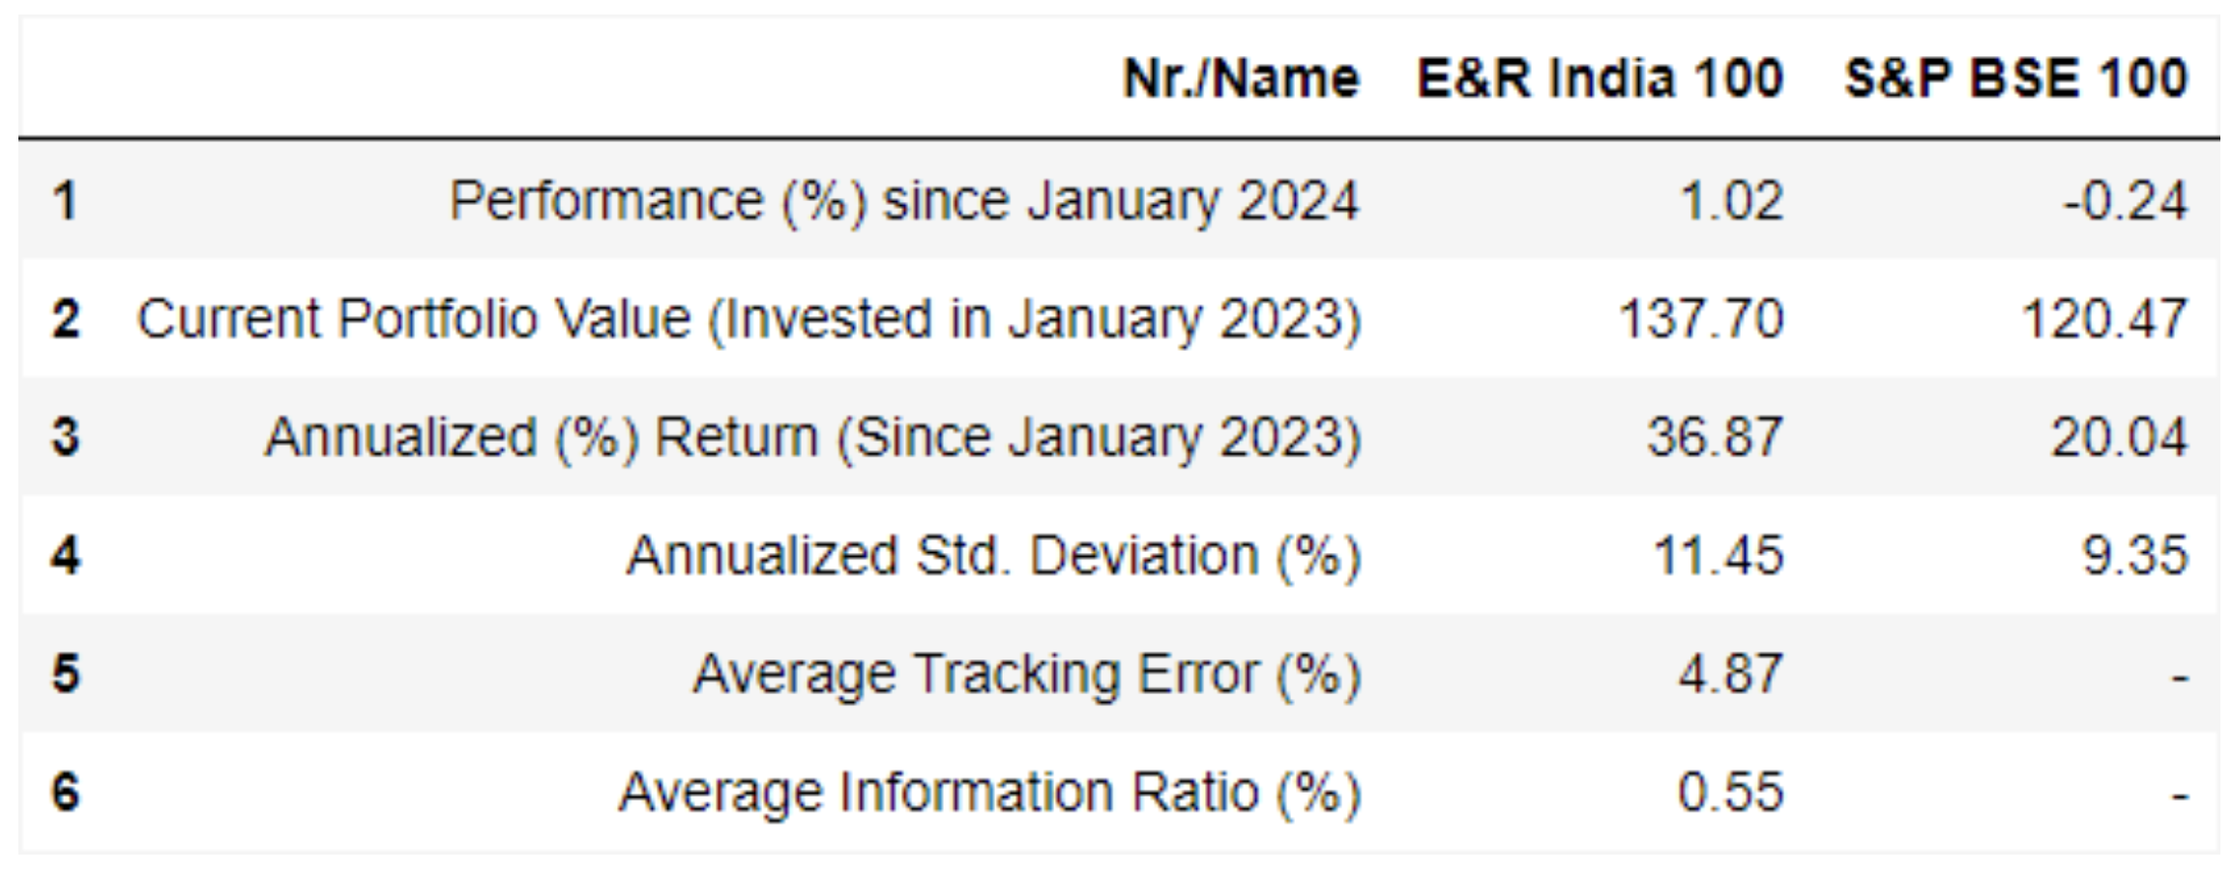 Nr./Name E&R India 100 S&P BSE 100
1 Performance (%) since January 2024 1.02 -0.24
2 Current Portfolio Value (Invested in January 2023) 137.70 120.47
3 Annualized (%) Return (Since January 2023) 36.87 20.04
4 Annualized Std. Deviation (%) 11.45 9.35
5 Average Tracking Error (%) 4.87 -
6 Average Information Ratio (%) 0.55 -